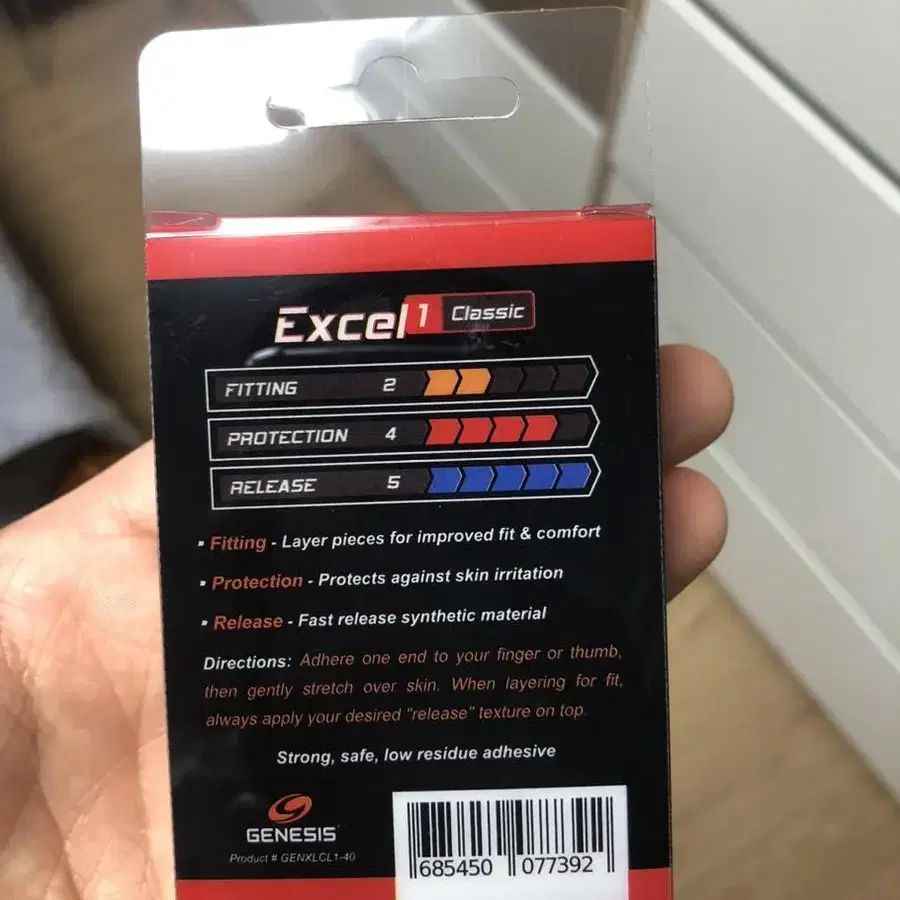 Excel 1 Classic
FITTING 2
PROTECTION 4
RELEASE 5
▪ Fitting - Layer pieces for improved fit & comfort
▪ Protection - Protects against skin irritation
▪ Release - Fast release synthetic material
Directions: Adhere one end to your finger or thumb,
then gently stretch over skin. When layering for fit,
always apply your desired "release" texture on top.
Strong, safe, low residue adhesive
GENESIS
Product # GENXLCL1-40
685450 077392